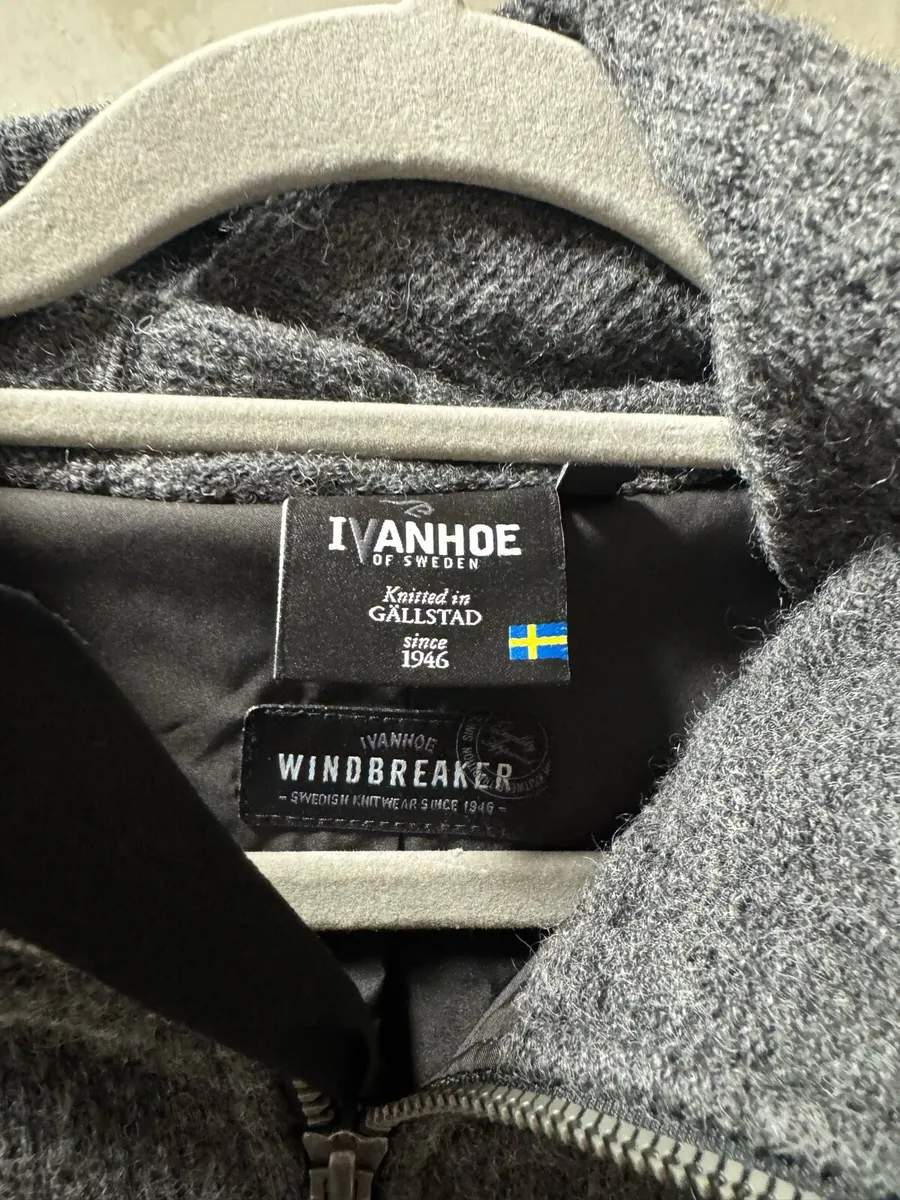 IVANHOE
OF SWEDEN
Knitted in
GÄLLSTAD
since
1946
IVANHOE
WINDBREAKER
- SWEDISH KNITWEAR SINCE 1946 -